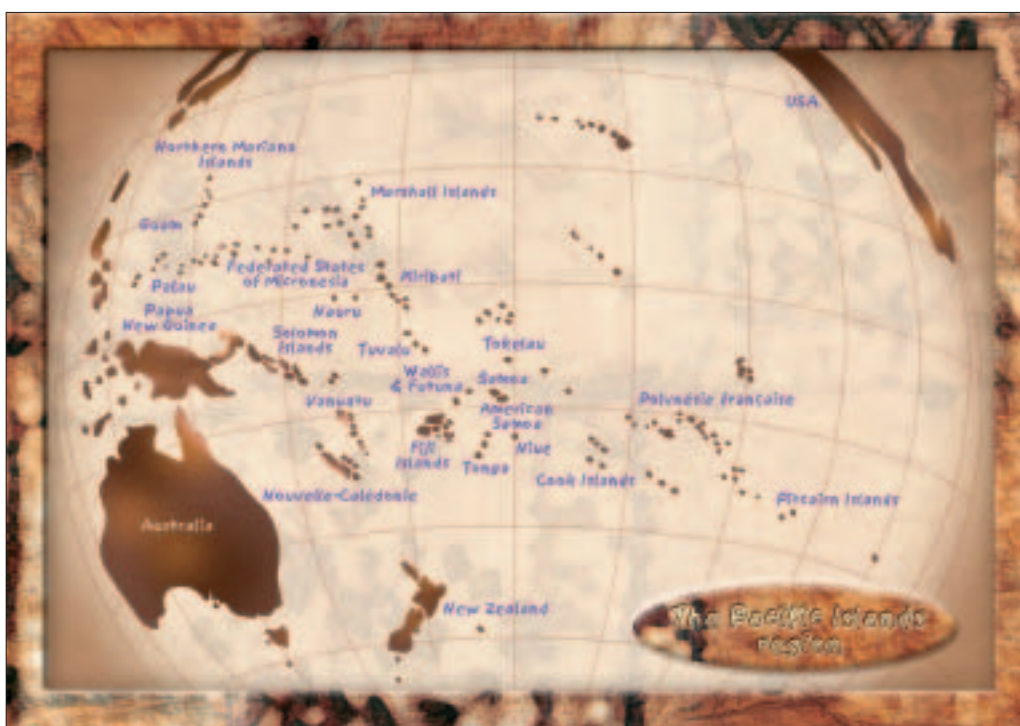 USA
Northern Mariana
Islands
Marshall Islands
Guam
Federated States
of Micronesia
Kiribati
Palau
Nauru
Papua
New Guinea
Solomon
Islands
Tuvalu
Tokelau
Wallis
& Futuna
Samoa
Vanuatu
American
Samoa
Polynésie Française
Fiji
Islands
Tonga
Niue
Cook Islands
Nouvelle-Calédonie
Pitcairn Islands
Australia
New Zealand
The Pacific Islands
region